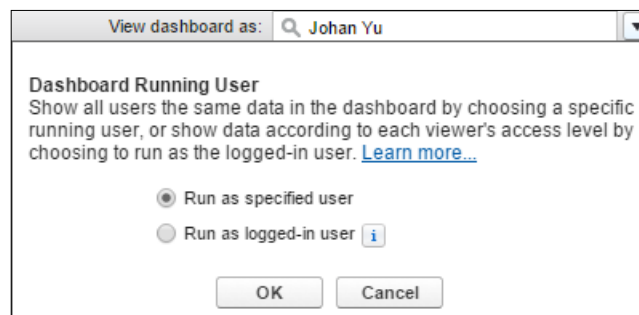 View dashboard as: Johan Yu
Dashboard Running User
Show all users the same data in the dashboard by choosing a specific
running user, or show data according to each viewer's access level by
choosing to run as the logged-in user. Learn more...
Run as specified user
Run as logged-in user i
OK Cancel